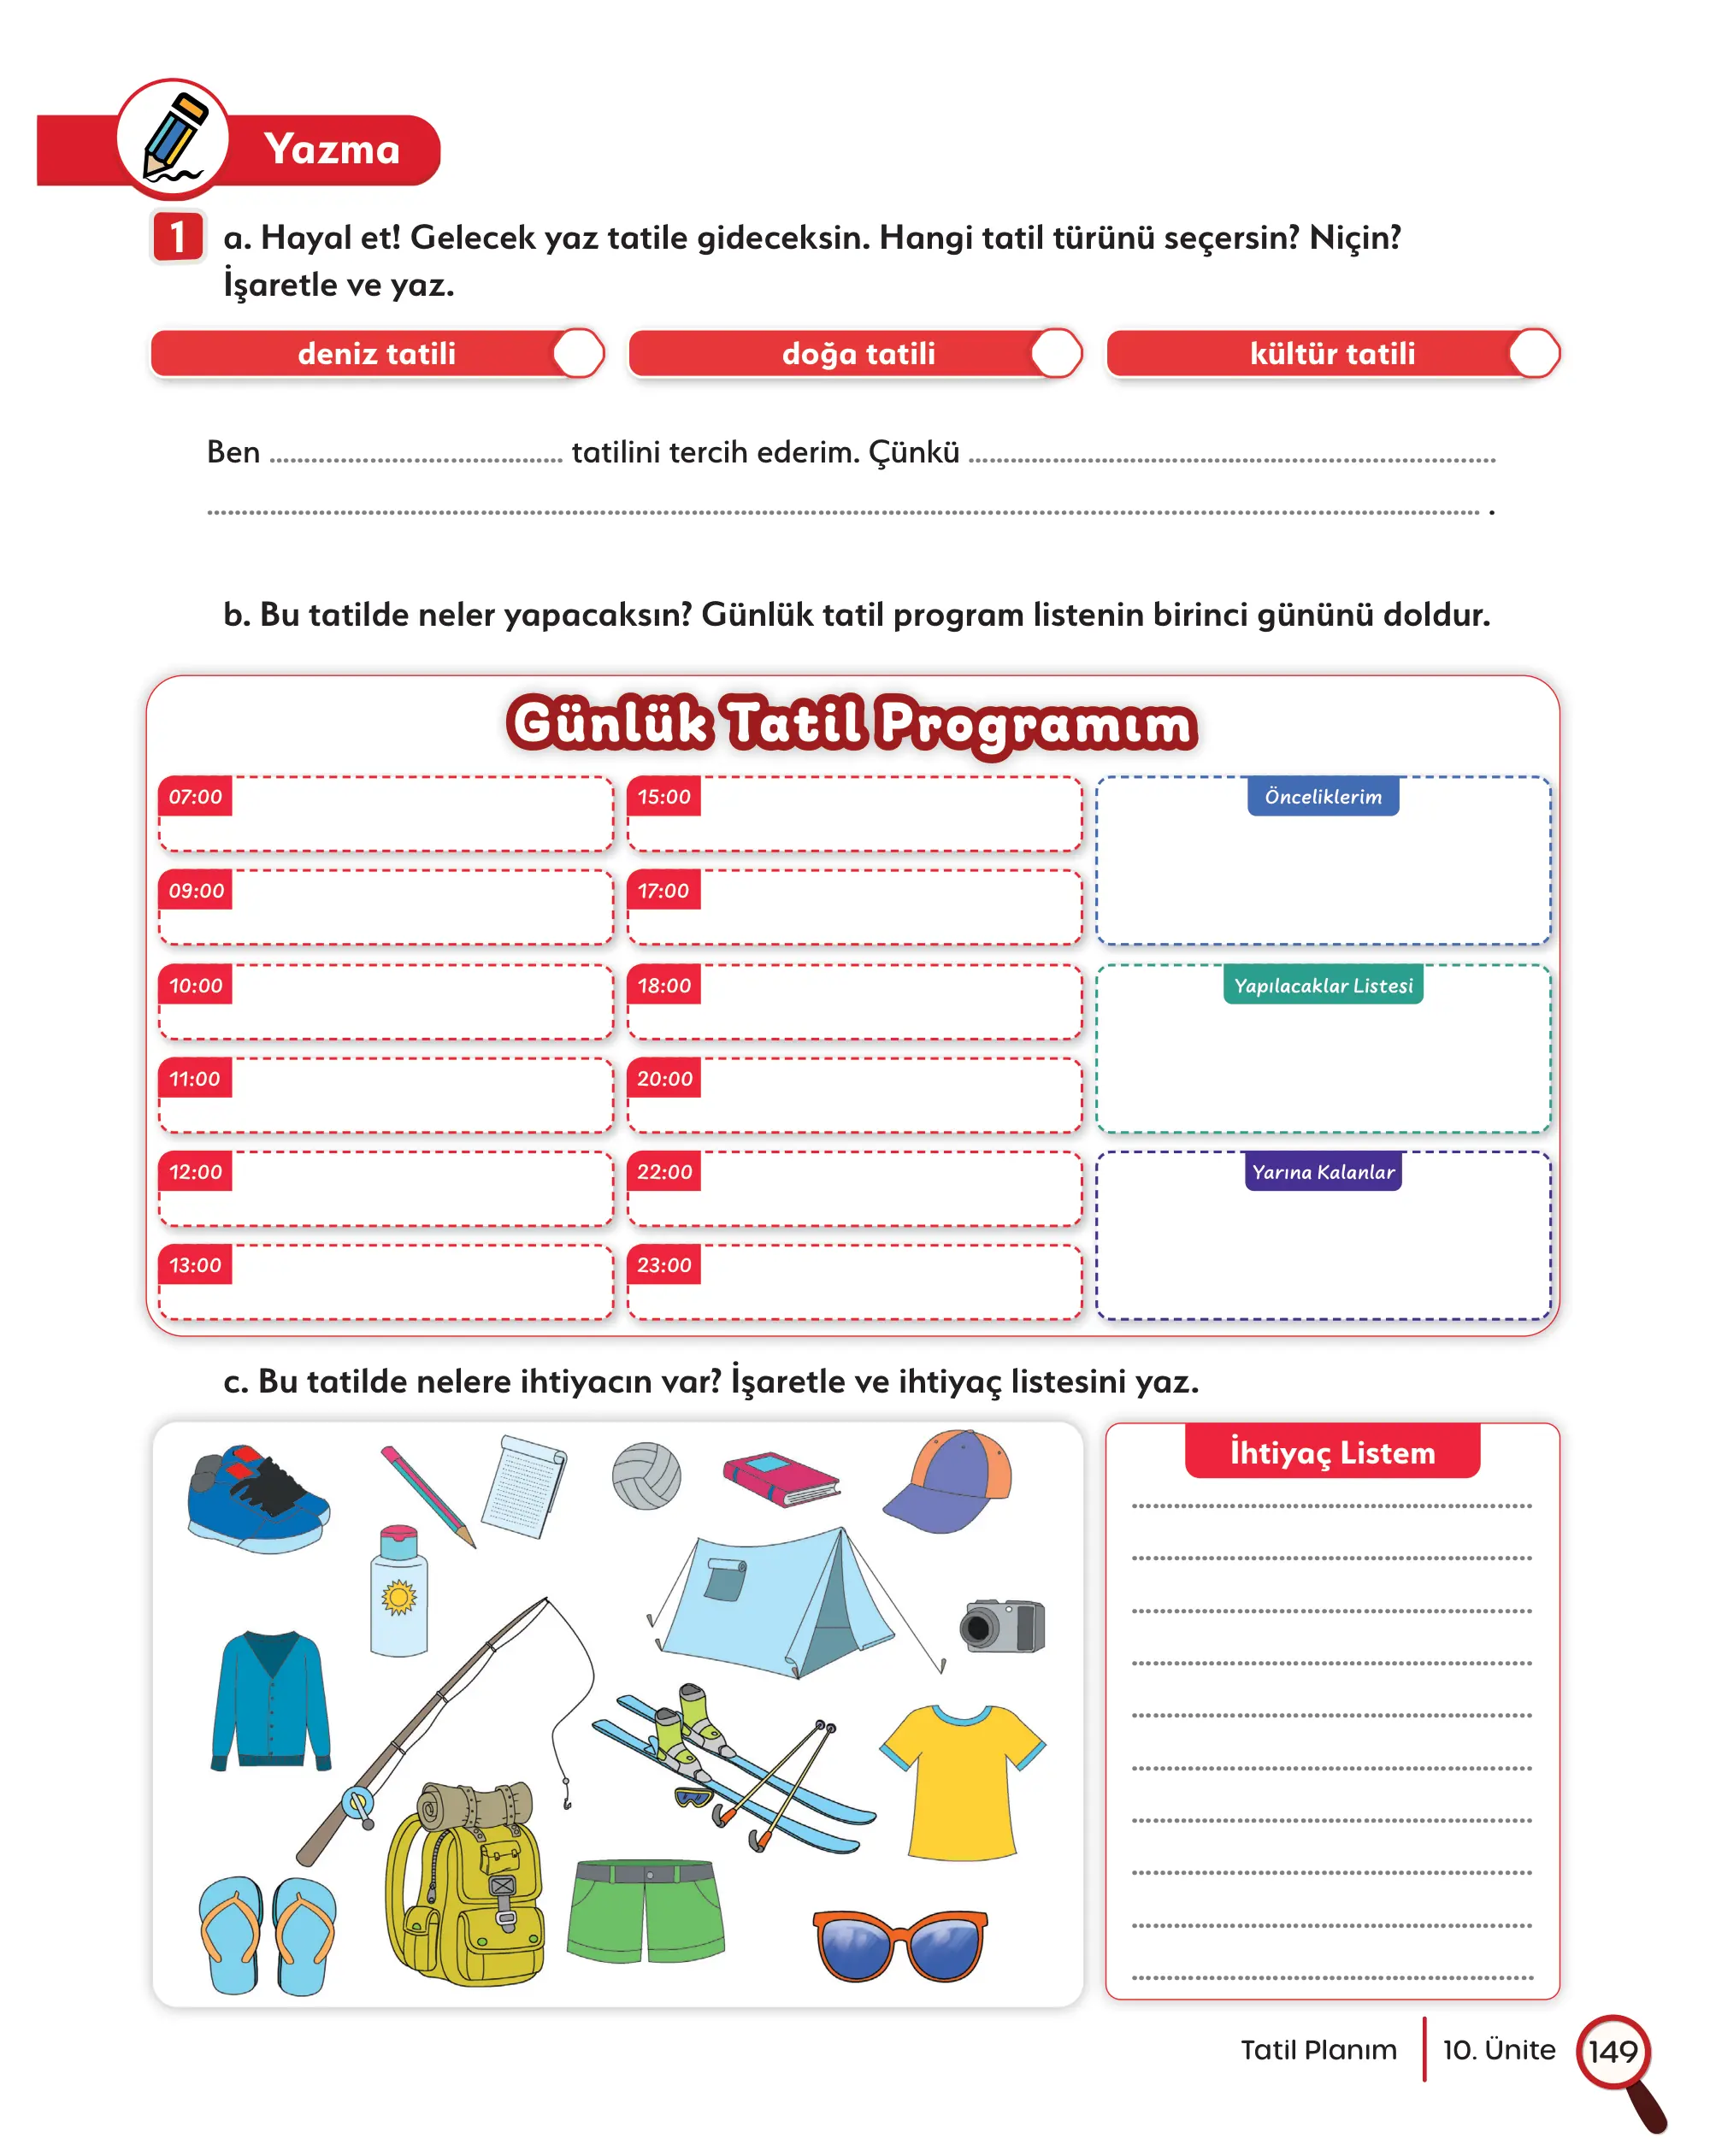 Yazma
1 a. Hayal et! Gelecek yaz tatile gideceksin. Hangi tatil türünü seçersin? Niçin?
İşaretle ve yaz.
deniz tatili
doğa tatili
kültür tatili
Ben ........................................ tatilini tercih ederim. Çünkü ........................................................................
........................................................................................................................................................................ .
b. Bu tatilde neler yapacaksın? Günlük tatil program listenin birinci gününü doldur.
Günlük Tatil Programım
07:00
09:00
10:00
11:00
12:00
13:00
15:00
17:00
18:00
20:00
22:00
23:00
Önceliklerim
Yapılacaklar Listesi
Yarına Kalanlar
c. Bu tatilde nelere ihtiyacın var? İşaretle ve ihtiyaç listesini yaz.
İhtiyaç Listem
Tatil Planım 10. Ünite 149